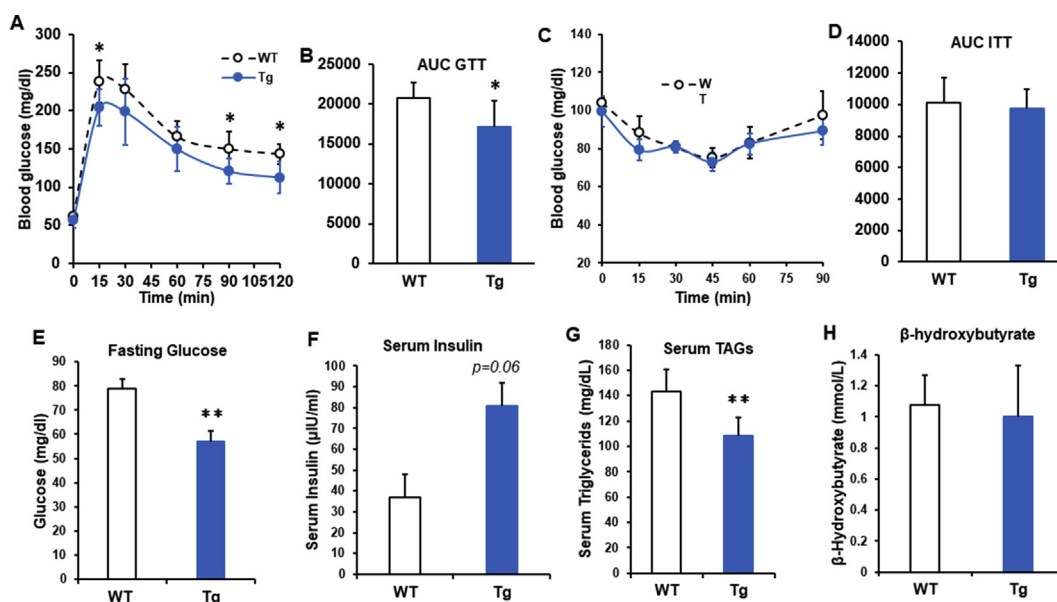 A
Blood glucose (mg/dl)
300
250
200
150
100
50
0
*
*
*
WT
Tg
0 15 30 45 60 75 90 105 120
Time (min)
B
AUC GTT
25000
20000
15000
10000
5000
0
*
WT Tg
C
Blood glucose (mg/dl)
140
120
100
80
60
40
20
0
W
T
0 15 30 45 60 75 90
Time (min)
D
AUC ITT
14000
12000
10000
8000
6000
4000
2000
0
WT Tg
E
Fasting Glucose
Glucose (mg/dl)
90
80
70
60
50
40
30
20
10
0
**
WT Tg
F
Serum Insulin
Serum Insulin (µIU/ml)
100
90
80
70
60
50
40
30
20
10
0
p=0.06
WT Tg
G
Serum TAGs
Serum Triglycerids (mg/dL)
180
160
140
120
100
80
60
40
20
0
**
WT Tg
H
β-hydroxybutyrate
β-Hydroxybutyrate (mmol/L)
1.4
1.2
1
0.8
0.6
0.4
0.2
0
WT Tg